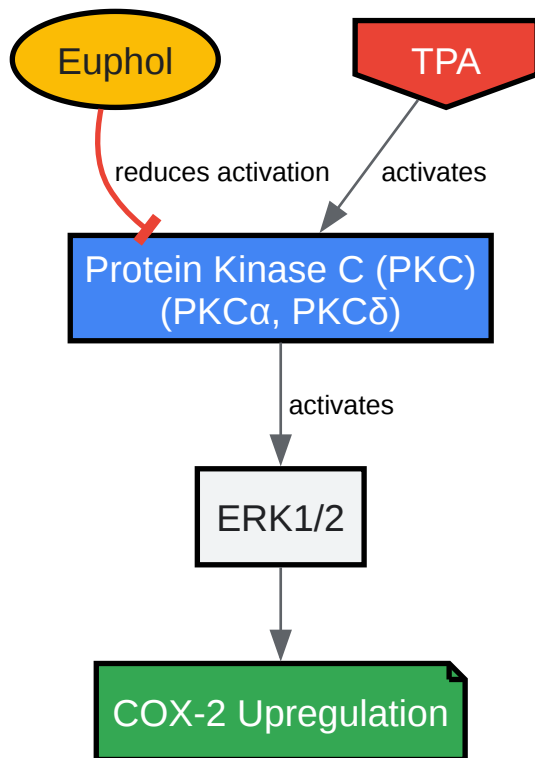 Euphol
TPA
reduces activation
activates
Protein Kinase C (PKC)
(PKCα, PKCδ)
activates
ERK1/2
COX-2 Upregulation